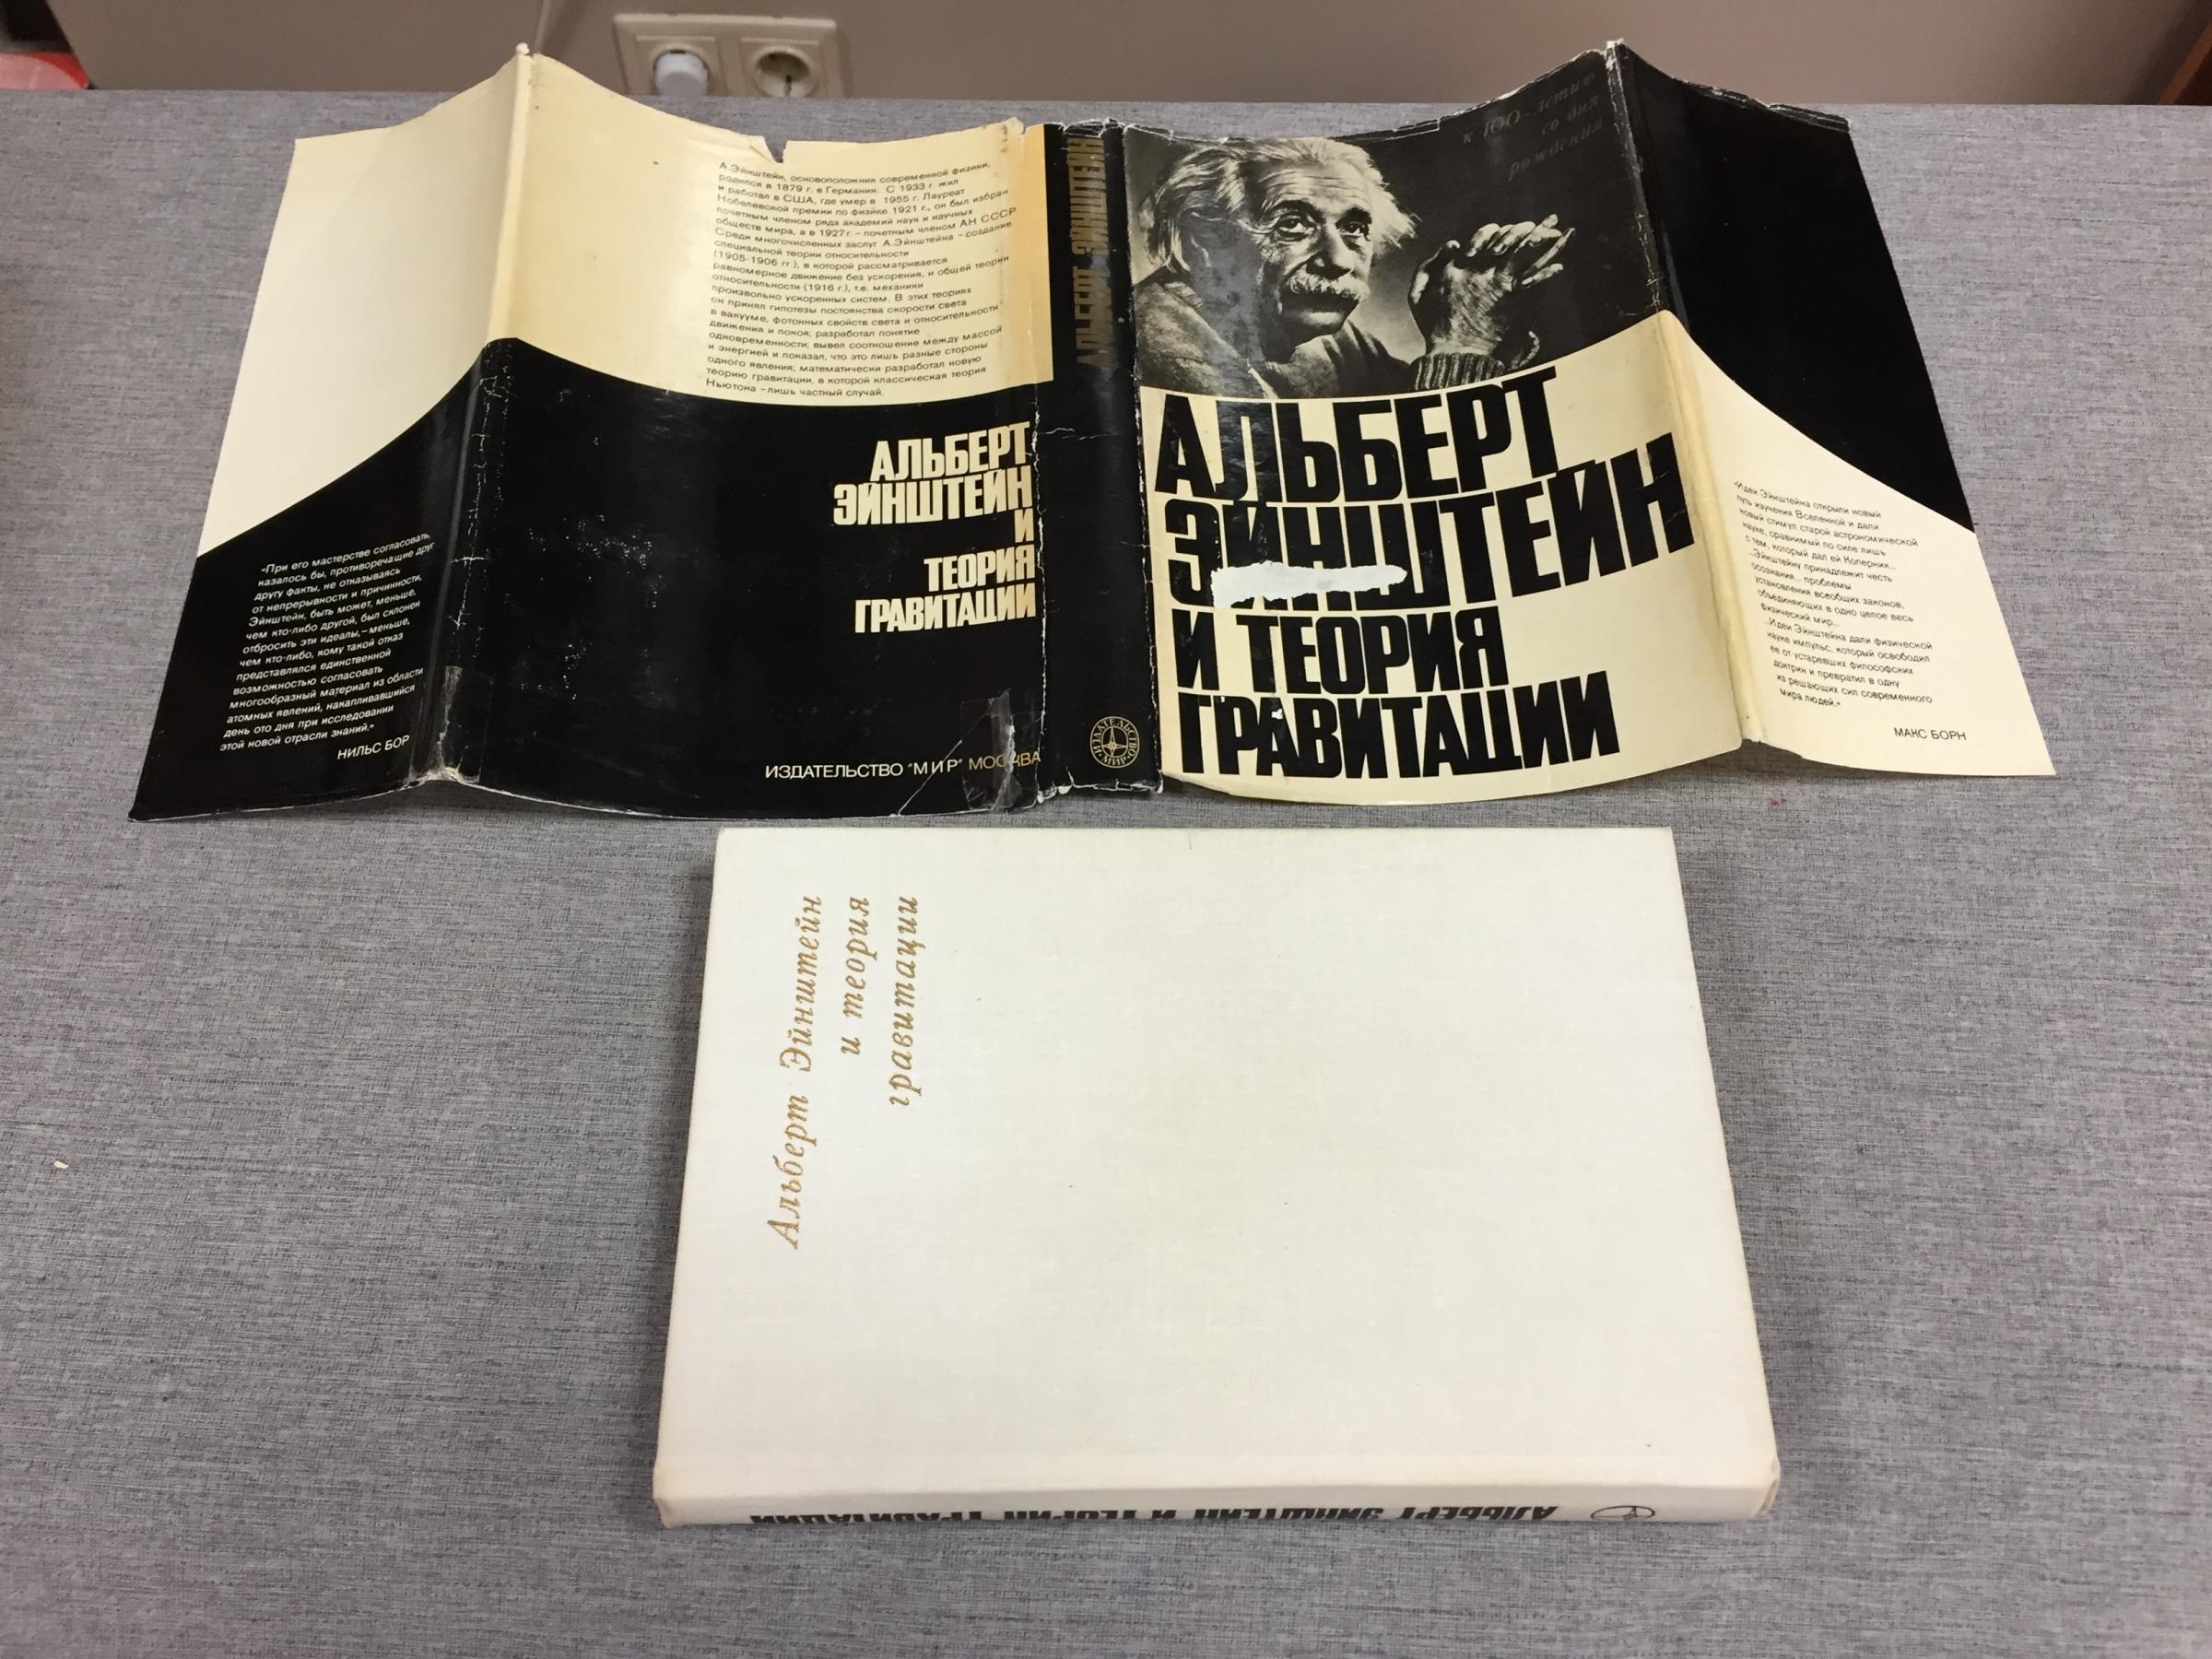 А.Эйнштейн, основоположник современной физики,
родился в 1879 г. в Германии. С 1933 г. жил
и работал в США, где умер в 1955 г. Лауреат
Нобелевской премии по физике 1921 г., он был избран
почетным членом ряда академий наук и научных
обществ мира, а в 1927 г. – почетным членом АН СССР
Среди многочисленных заслуг А.Эйнштейна – создание
специальной теории относительности
(1905-1906 гг.), в которой рассматривается
равномерное движение без ускорения, и общей теории
относительности (1916 г.), т.е. механики
произвольно ускоренных систем. В этих теориях
он принял гипотезы постоянства скорости света
в вакууме, фотонных свойств света и относительности
движения и покоя; разработал понятие
одновременности; вывел соотношение между массой
и энергией и показал, что это лишь разные стороны
одного явления; математически разработал новую
теорию гравитации, в которой классическая теория
Ньютона – лишь частный случай.
АЛЬБЕРТ
ЭЙНШТЕЙН
И
ТЕОРИЯ
ГРАВИТАЦИИ
ИЗДАТЕЛЬСТВО "МИР" МОСКВА
«При его мастерстве согласовать,
казалось бы, противоречащие друг
другу факты, не отказываясь
от непрерывности и причинности,
Эйнштейн, быть может, меньше,
чем кто-либо другой, был склонен
отбросить эти идеалы, – меньше,
чем кто-либо, кому такой отказ
представлялся единственной
возможностью согласовать
многообразный материал из области
атомных явлений, накапливавшийся
день ото дня при исследовании
этой новой отрасли знаний.»
НИЛЬС БОР
АЛЬБЕРТ ЭЙНШТЕЙН
ИЗДАТЕЛЬСТВО МИР
к 100-летию
со дня
рождения
АЛЬБЕРТ
ЭЙНШТЕЙН
И ТЕОРИЯ
ГРАВИТАЦИИ
«Идеи Эйнштейна открыли новый
путь изучения Вселенной и дали
новый стимул старой астрономической
науке, сравнимый по силе лишь
с тем, который дал ей Коперник...
...Эйнштейну принадлежит честь
осознания... проблемы
установления всеобщих законов,
объединяющих в одно целое весь
физический мир...
...Идеи Эйнштейна дали физической
науке импульс, который освободил
ее от устаревших философских
доктрин и превратил в одну
из решающих сил современного
мира людей.»
МАКС БОРН
Альберт Эйнштейн
и теория
гравитации
АЛЬБЕРТ ЭЙНШТЕЙН И ТЕОРИЯ ГРАВИТАЦИИ